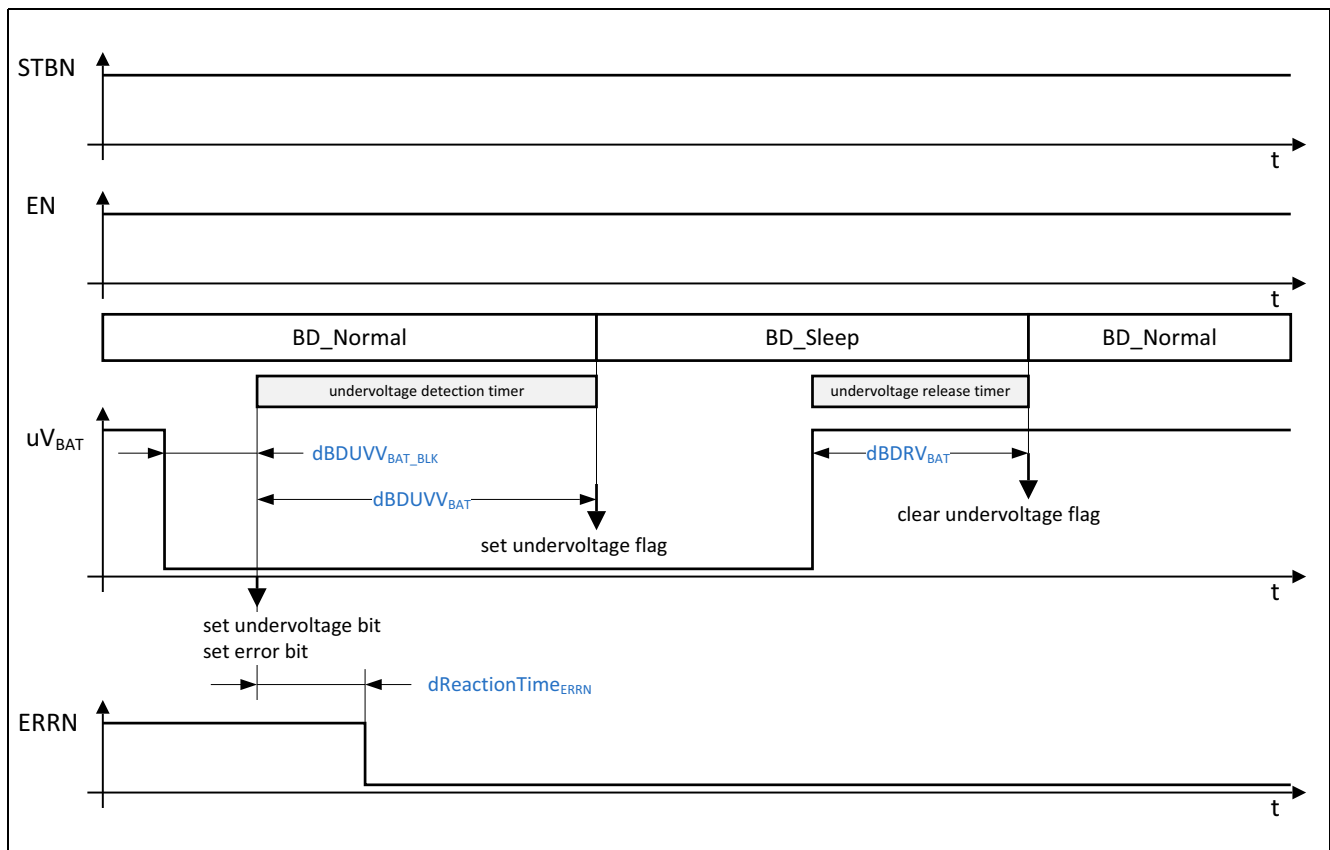 STBN
t
EN
t
BD_Normal
BD_Sleep
BD_Normal
undervoltage detection timer
undervoltage release timer
uVBAT
dBDUVVBAT_BLK
dBDRVBAT
dBDUVVBAT
clear undervoltage flag
set undervoltage flag
t
set undervoltage bit
set error bit
dReactionTimeERRN
ERRN
t